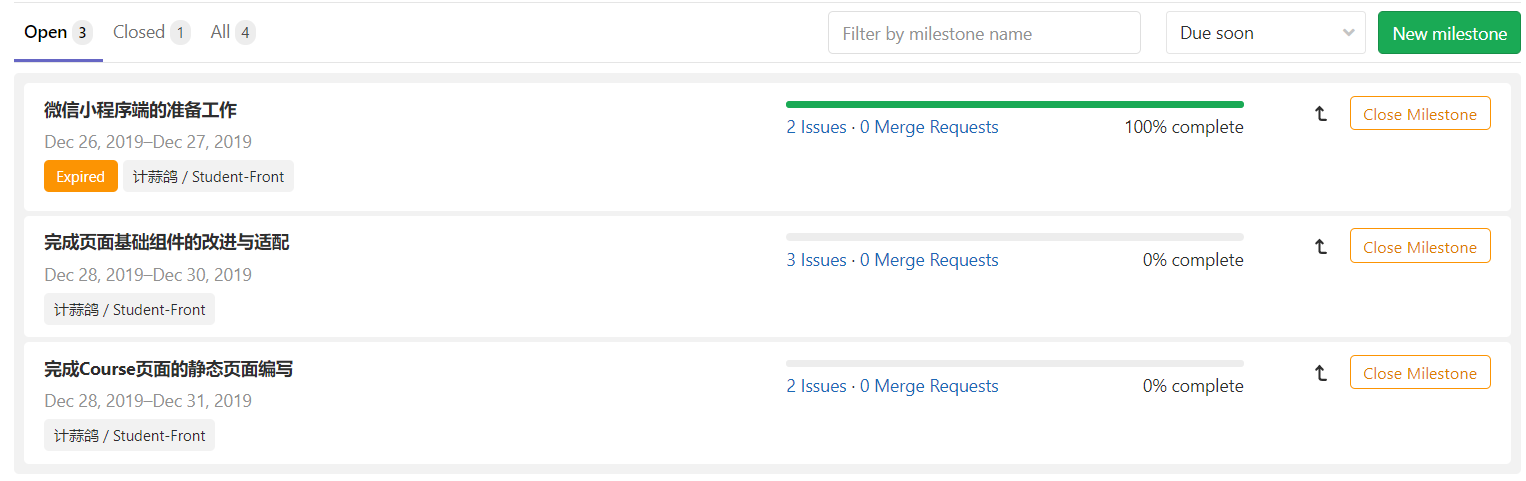 Open 3 Closed 1 All 4 Filter by milestone name Due soon New milestone
微信小程序端的准备工作
Dec 26, 2019–Dec 27, 2019
Expired 计蒜鸽 / Student-Front
2 Issues · 0 Merge Requests 100% complete
Close Milestone
完成页面基础组件的改进与适配
Dec 28, 2019–Dec 30, 2019
计蒜鸽 / Student-Front
3 Issues · 0 Merge Requests 0% complete
Close Milestone
完成Course页面的静态页面编写
Dec 28, 2019–Dec 31, 2019
计蒜鸽 / Student-Front
2 Issues · 0 Merge Requests 0% complete
Close Milestone